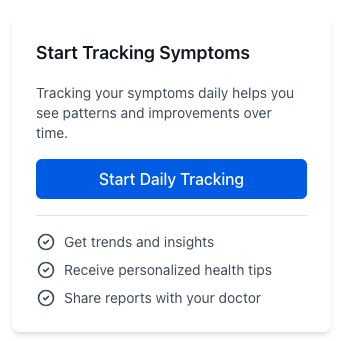 Start Tracking Symptoms
Tracking your symptoms daily helps you
see patterns and improvements over
time.
Start Daily Tracking
Get trends and insights
Receive personalized health tips
Share reports with your doctor